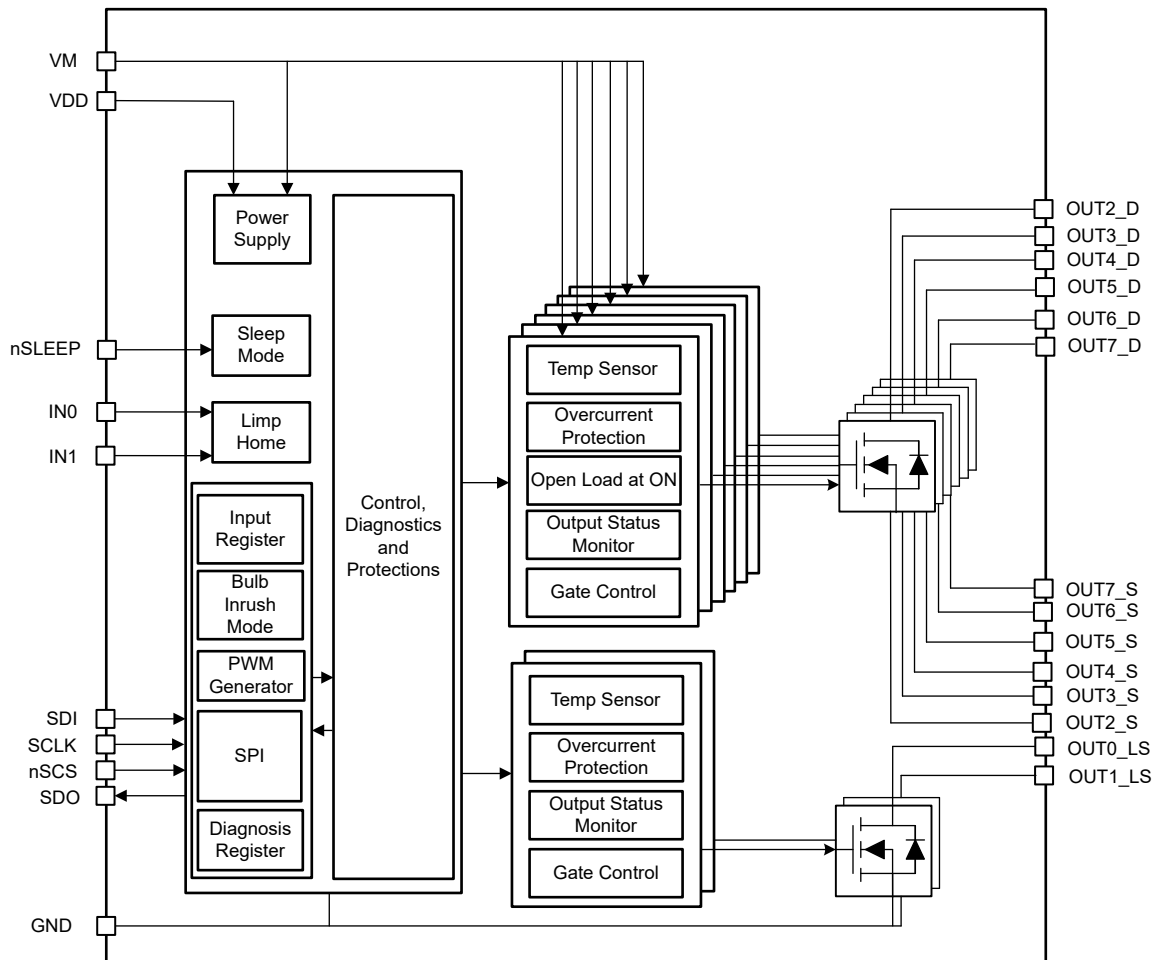 VM
VDD
nSLEEP
IN0
IN1
SDI
SCLK
nSCS
SDO
GND
Power
Supply
Sleep
Mode
Limp
Home
Input
Register
Bulb
Inrush
Mode
PWM
Generator
SPI
Diagnosis
Register
Control,
Diagnostics
and
Protections
Temp Sensor
Overcurrent
Protection
Open Load at ON
Output Status
Monitor
Gate Control
Temp Sensor
Overcurrent
Protection
Output Status
Monitor
Gate Control
OUT2_D
OUT3_D
OUT4_D
OUT5_D
OUT6_D
OUT7_D
OUT7_S
OUT6_S
OUT5_S
OUT4_S
OUT3_S
OUT2_S
OUT0_LS
OUT1_LS